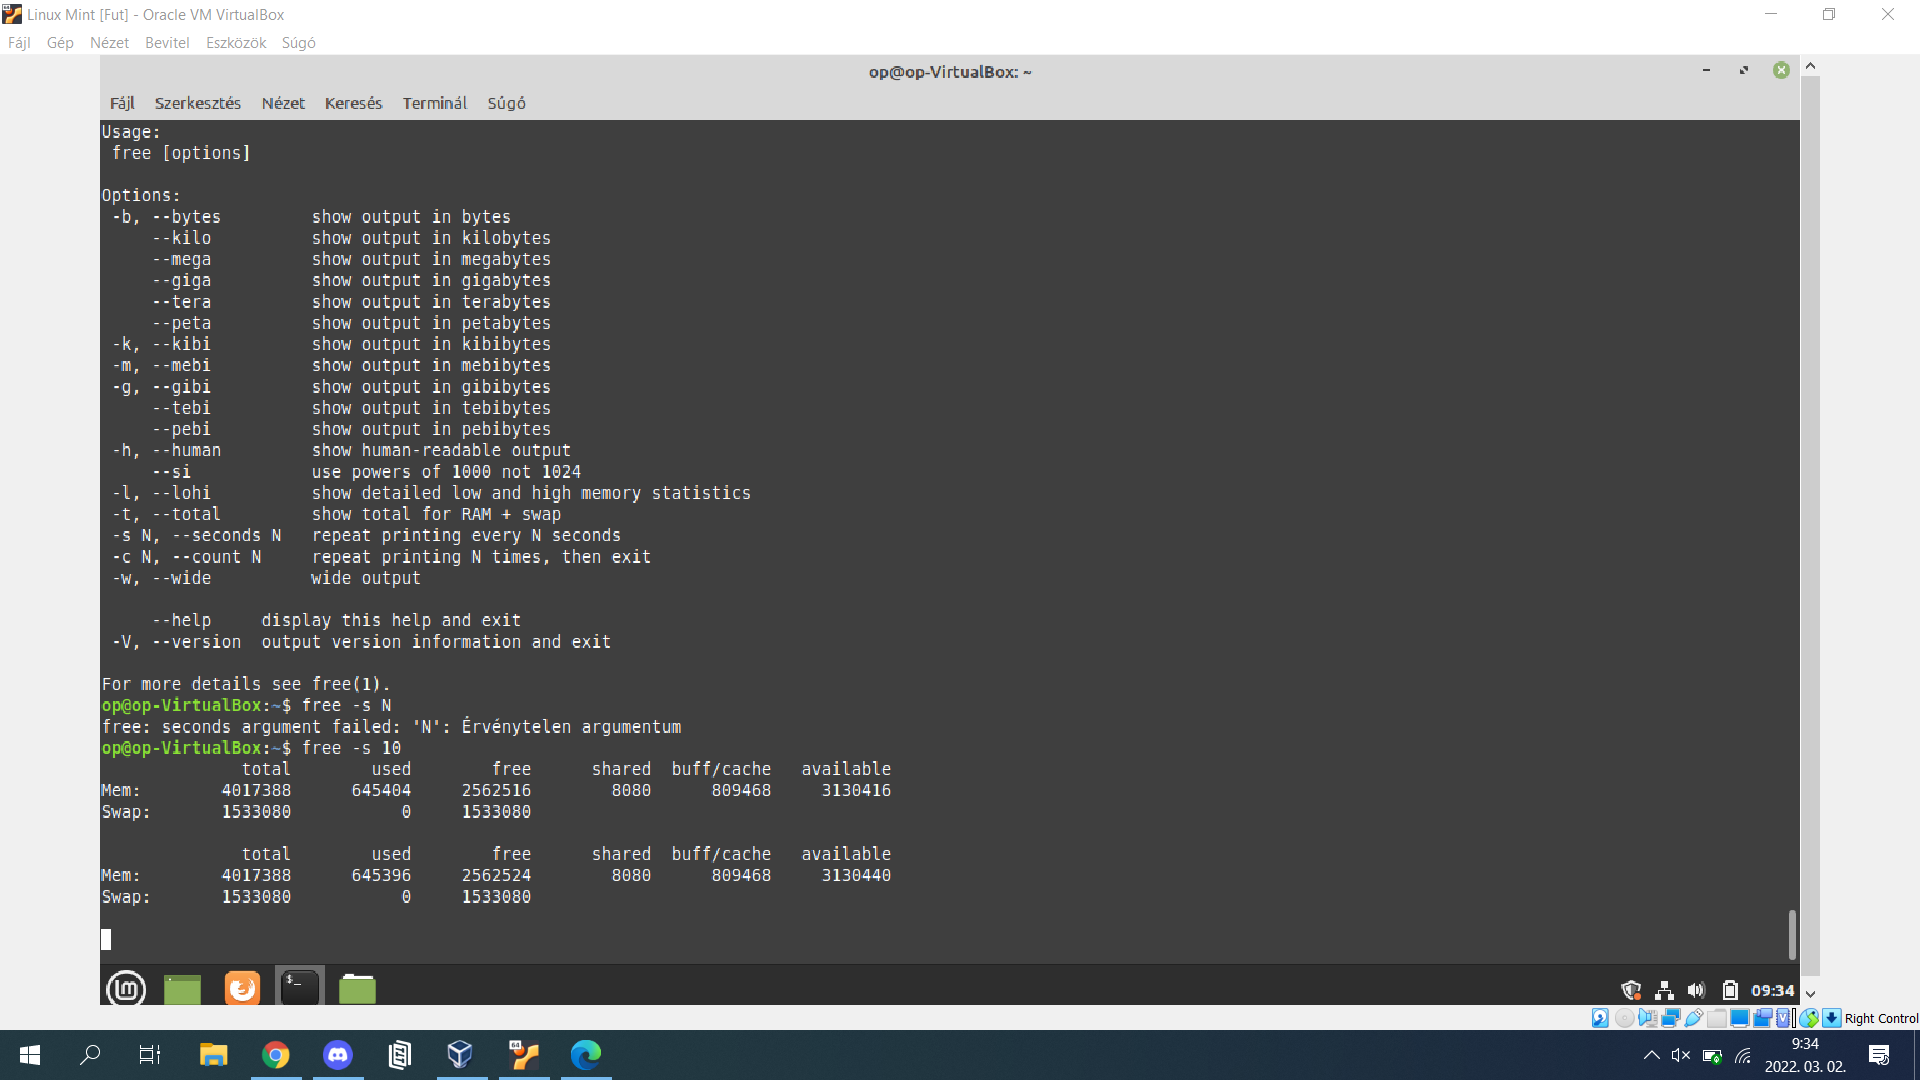 Linux Mint [Fut] - Oracle VM VirtualBox
Fájl Gép Nézet Bevitel Eszközök Súgó
op@op-VirtualBox: ~
Fájl Szerkesztés Nézet Keresés Terminál Súgó
Usage:
 free [options]

Options:
 -b, --bytes         show output in bytes
     --kilo          show output in kilobytes
     --mega          show output in megabytes
     --giga          show output in gigabytes
     --tera          show output in terabytes
     --peta          show output in petabytes
 -k, --kibi          show output in kibibytes
 -m, --mebi          show output in mebibytes
 -g, --gibi          show output in gibibytes
     --tebi          show output in tebibytes
     --pebi          show output in pebibytes
 -h, --human         show human-readable output
     --si            use powers of 1000 not 1024
 -l, --lohi          show detailed low and high memory statistics
 -t, --total         show total for RAM + swap
 -s N, --seconds N   repeat printing every N seconds
 -c N, --count N     repeat printing N times, then exit
 -w, --wide          wide output

     --help     display this help and exit
 -V, --version  output version information and exit

For more details see free(1).
op@op-VirtualBox:~$ free -s N
free: seconds argument failed: 'N': Érvénytelen argumentum
op@op-VirtualBox:~$ free -s 10
              total        used        free      shared  buff/cache   available
Mem:        4017388      645404     2562516        8080      809468     3130416
Swap:       1533080           0     1533080

              total        used        free      shared  buff/cache   available
Mem:        4017388      645396     2562524        8080      809468     3130440
Swap:       1533080           0     1533080
$_
09:34
Right Control
64
9:34
2022. 03. 02.